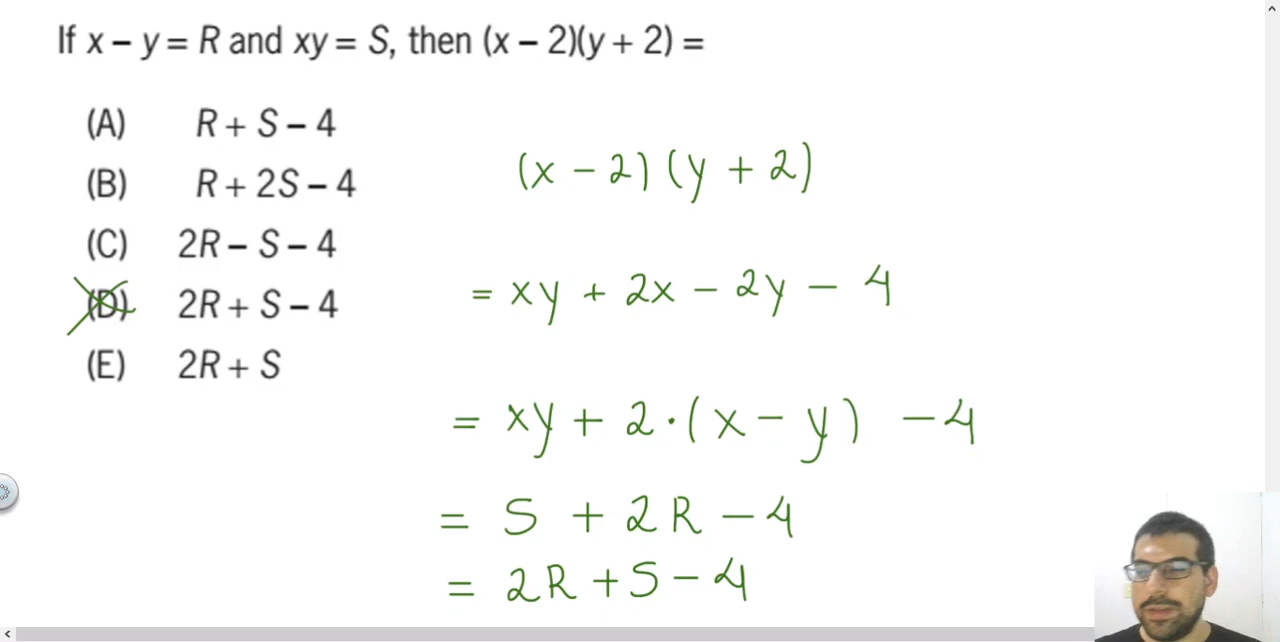 If x – y = R and xy = S, then (x – 2)(y + 2) =
(A) R + S – 4
(B) R + 2S – 4
(C) 2R – S – 4
(D) 2R + S – 4
(E) 2R + S
(x – 2) (y + 2)
= xy + 2x – 2y – 4
= xy + 2·(x – y) – 4
= S + 2R – 4
= 2R + S – 4